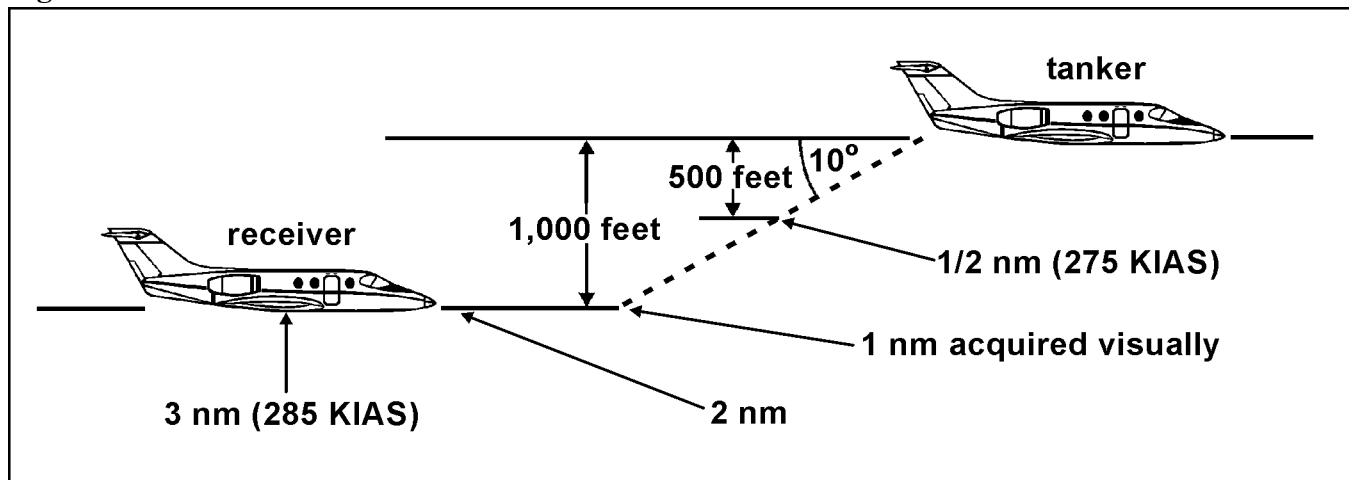 tanker
10°
500 feet
1,000 feet
receiver
1/2 nm (275 KIAS)
1 nm acquired visually
3 nm (285 KIAS)
2 nm